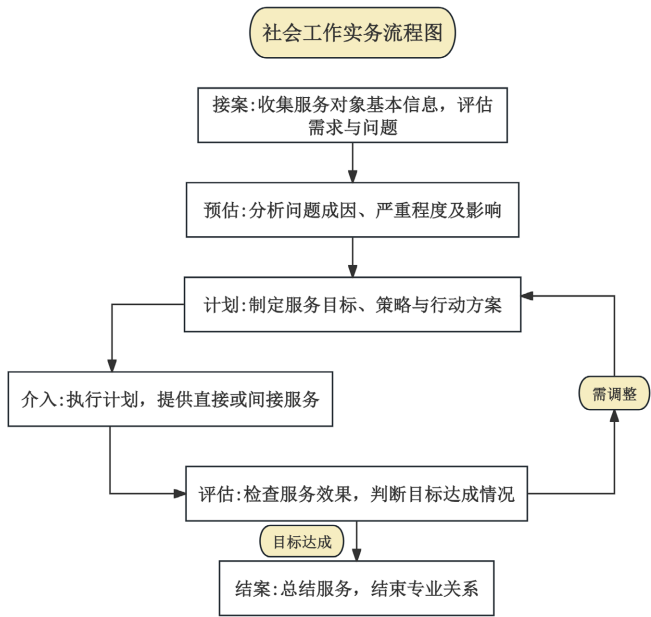 社会工作实务流程图
接案:收集服务对象基本信息，评估
需求与问题
预估:分析问题成因、严重程度及影响
计划:制定服务目标、策略与行动方案
介入:执行计划，提供直接或间接服务
需调整
评估:检查服务效果，判断目标达成情况
目标达成
结案:总结服务，结束专业关系